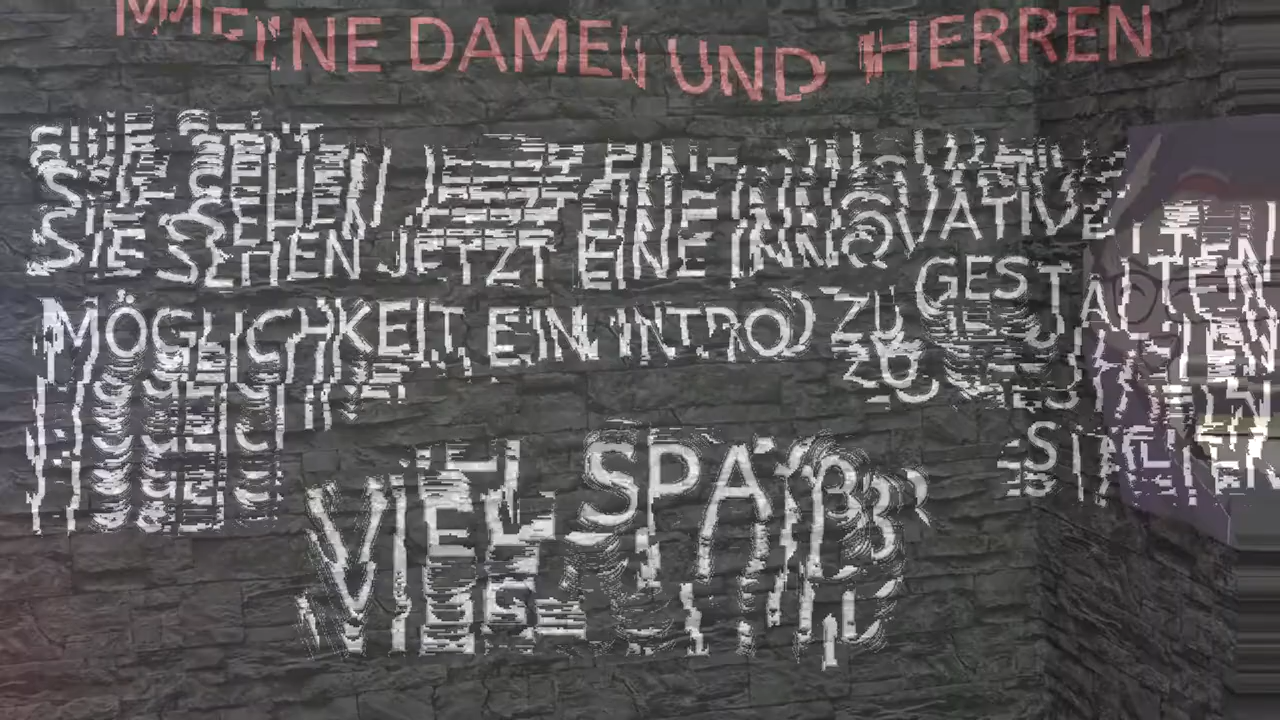 MEINE DAMEN UND HERREN
SIE SEHEN JETZT EINE INNOVATIVE
MÖGLICHKEIT EIN INTRO ZU GESTALTEN
VIEL SPAẞ